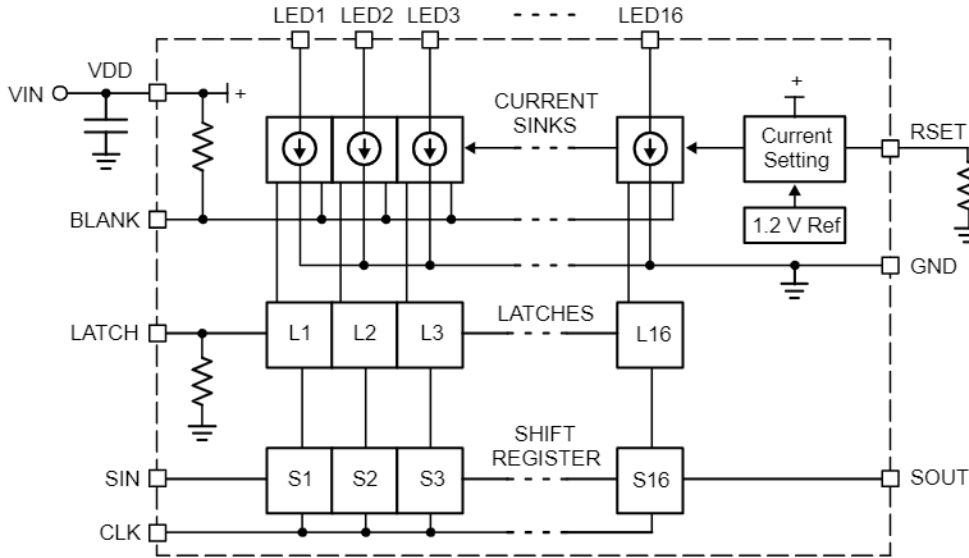 LED1 LED2 LED3 LED16
VDD
VIN
+
+
CURRENT
SINKS
Current
Setting
RSET
BLANK
1.2 V Ref
GND
LATCH
L1 L2 L3
LATCHES
L16
SHIFT
REGISTER
SIN
S1 S2 S3
S16
SOUT
CLK